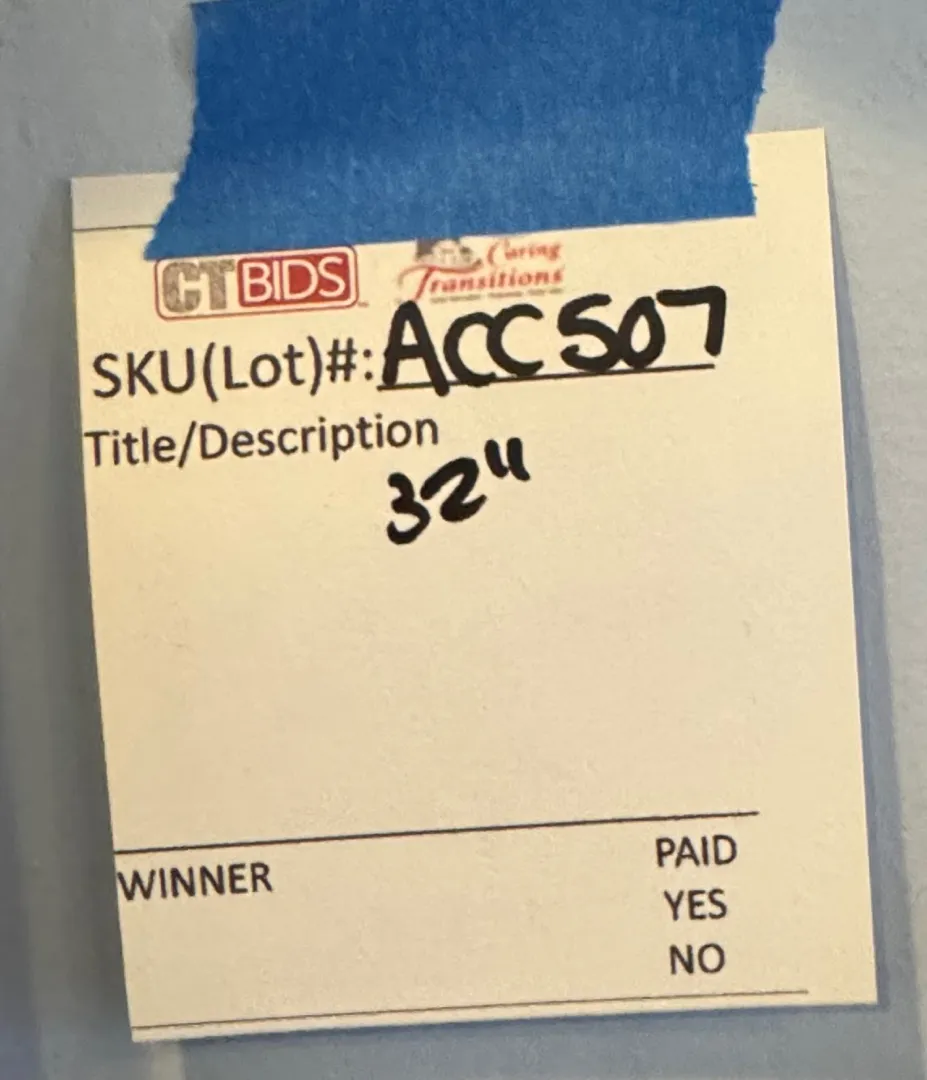 CTBIDS
Caring
Transitions
SKU(Lot)#: ACC507
Title/Description
32"
WINNER
PAID
YES
NO